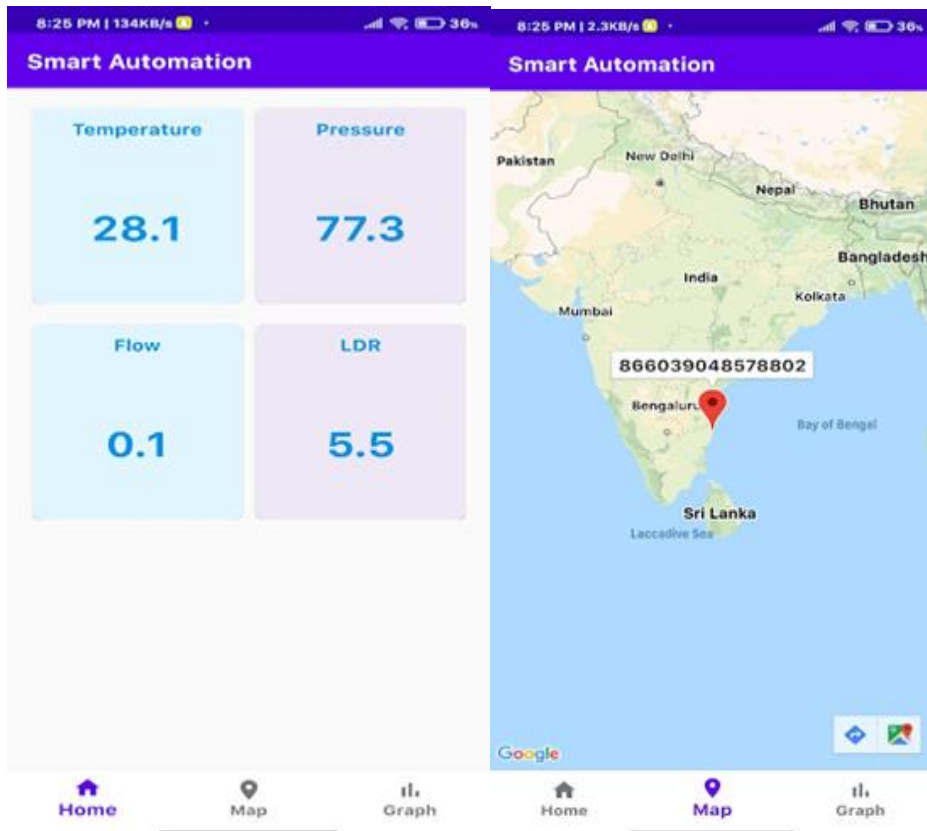 8:25 PM | 134KB/s
36%
Smart Automation
Temperature
Pressure
28.1
77.3
Flow
LDR
0.1
5.5
Home
Map
Graph
8:25 PM | 2.3KB/s
36%
Smart Automation
Pakistan
New Delhi
Nepal
Bhutan
Bangladesh
India
Kolkata
Mumbai
866039048578802
Bengaluru
Bay of Bengal
Sri Lanka
Laccadive Sea
Google
Home
Map
Graph